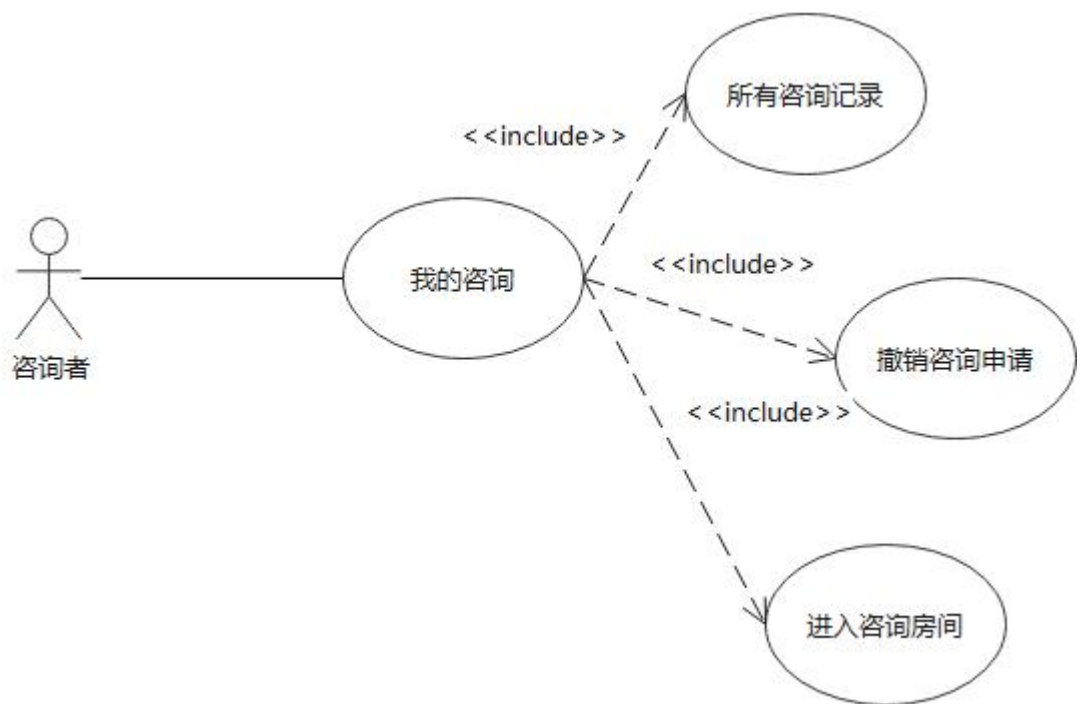 所有咨询记录
<<include>>
<<include>>
我的咨询
咨询者
撤销咨询申请
<<include>>
进入咨询房间